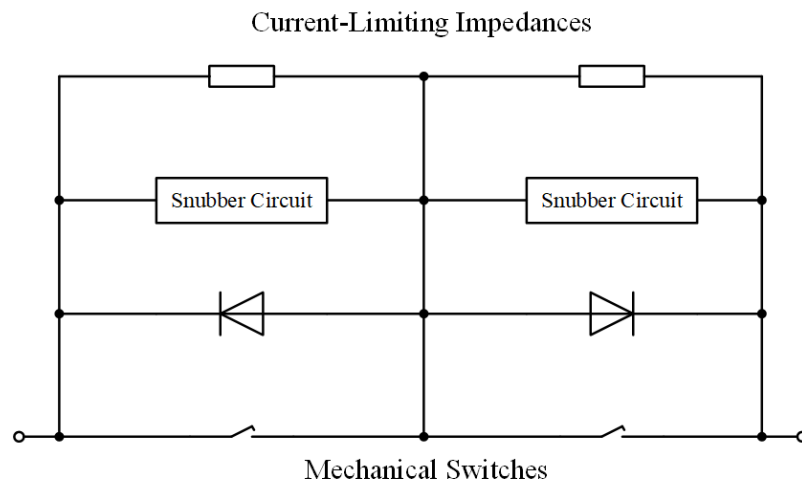 Current-Limiting Impedances
Snubber Circuit
Snubber Circuit
Mechanical Switches